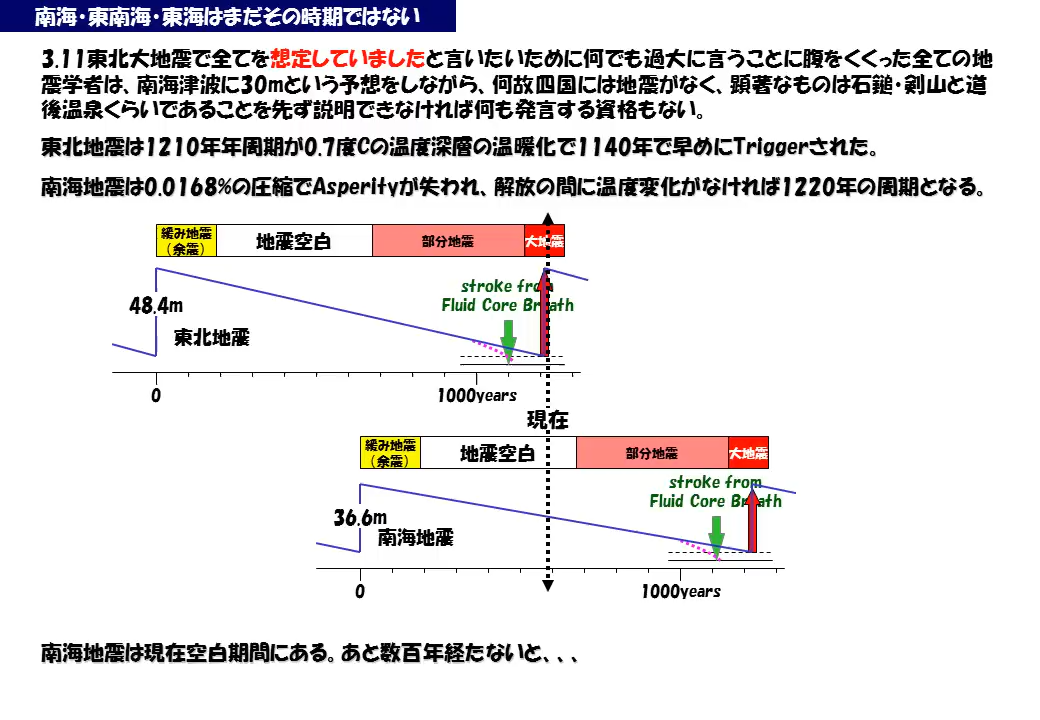 南海・東南海・東海はまだその時期ではない
3.11東北大地震で全てを想定していましたと言いたいために何でも過大に言うことに腹をくくった全ての地
震学者は、南海津波に30mという予想をしながら、何故四国には地震がなく、顕著なものは石鎚・剣山と道
後温泉くらいであることを先ず説明できなければ何も発言する資格もない。
東北地震は1210年年周期が0.7度Cの温度深層の温暖化で1140年で早めにTriggerされた。
南海地震は0.0168%の圧縮でAsperityが失われ、解放の間に温度変化がなければ1220年の周期となる。
緩み地震
（余震）
地震空白
部分地震
大地震
stroke from
Fluid Core Breath
48.4m
東北地震
0
1000years
現在
緩み地震
（余震）
地震空白
部分地震
大地震
stroke from
Fluid Core Breath
36.6m
南海地震
0
1000years
南海地震は現在空白期間にある。あと数百年経たないと、、、